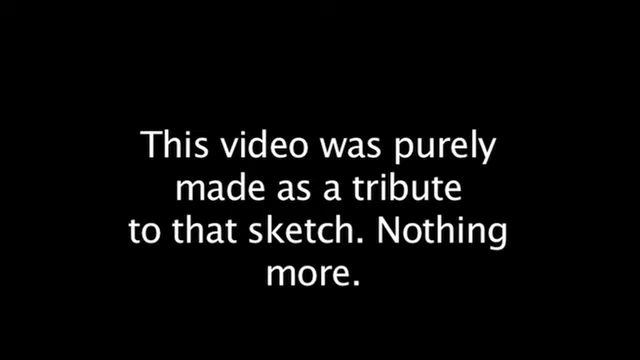 This video was purely
made as a tribute
to that sketch. Nothing
more.